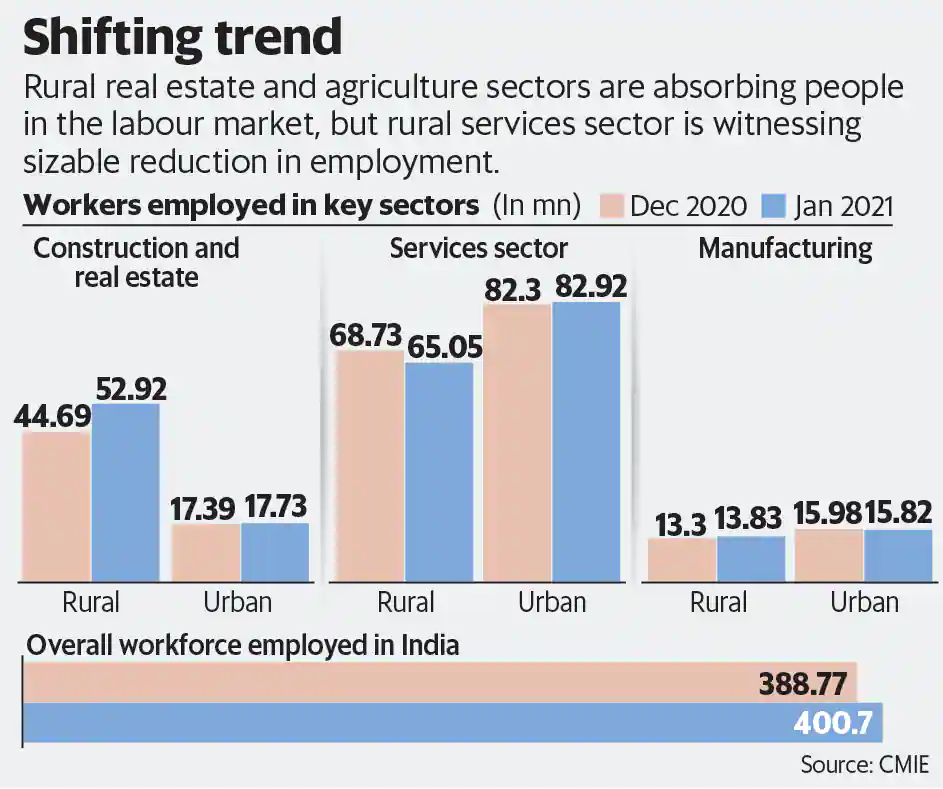 Shifting trend
Rural real estate and agriculture sectors are absorbing people
in the labour market, but rural services sector is witnessing
sizable reduction in employment.
Workers employed in key sectors (In mn) Dec 2020 Jan 2021
Construction and
real estate
44.69
52.92
17.39
17.73
Rural
Urban
Services sector
68.73
65.05
82.3
82.92
Rural
Urban
Manufacturing
13.3
13.83
15.98
15.82
Rural
Urban
Overall workforce employed in India
388.77
400.7
Source: CMIE